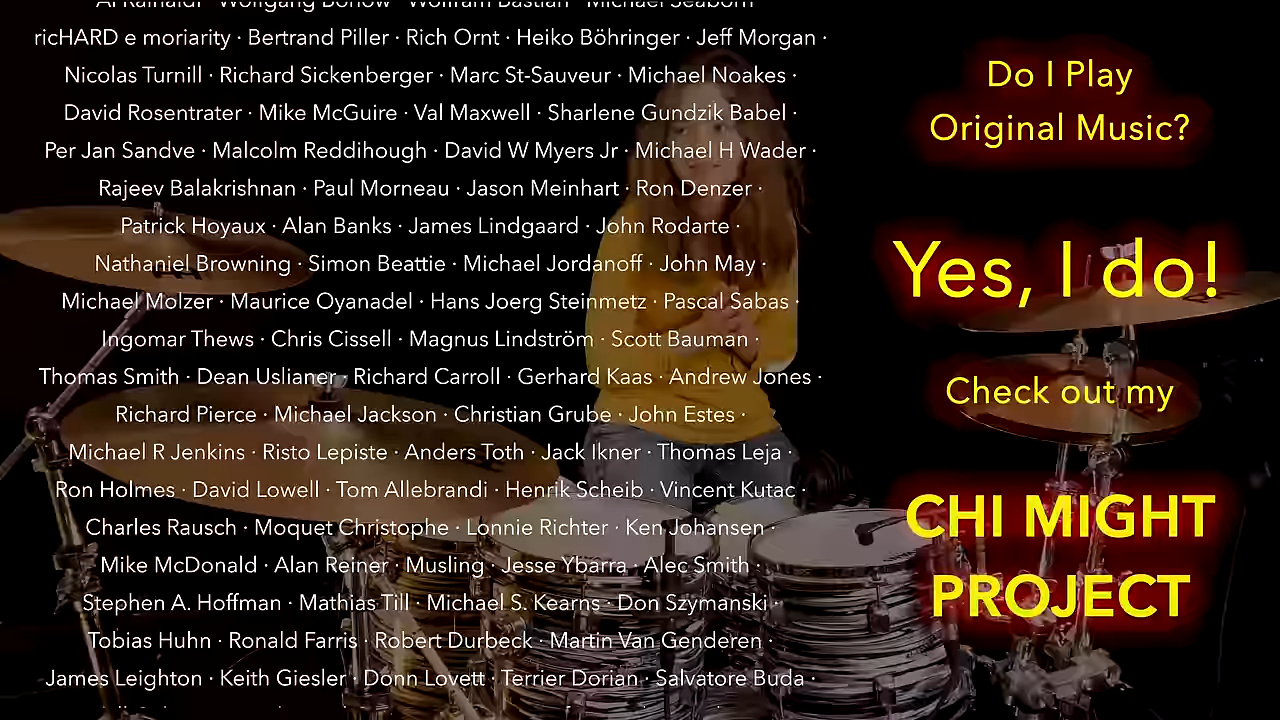 Al Rainaldi · Wolfgang Bornow · Wolfram Bastian · Michael Seaborn
ricHARD e moriarity · Bertrand Piller · Rich Ornt · Heiko Böhringer · Jeff Morgan ·
Nicolas Turnill · Richard Sickenberger · Marc St-Sauveur · Michael Noakes ·
David Rosentrater · Mike McGuire · Val Maxwell · Sharlene Gundzik Babel ·
Per Jan Sandve · Malcolm Reddihough · David W Myers Jr · Michael H Wader ·
Rajeev Balakrishnan · Paul Morneau · Jason Meinhart · Ron Denzer ·
Patrick Hoyaux · Alan Banks · James Lindgaard · John Rodarte ·
Nathaniel Browning · Simon Beattie · Michael Jordanoff · John May ·
Michael Molzer · Maurice Oyanadel · Hans Joerg Steinmetz · Pascal Sabas ·
Ingomar Thews · Chris Cissell · Magnus Lindström · Scott Bauman ·
Thomas Smith · Dean Uslianer · Richard Carroll · Gerhard Kaas · Andrew Jones ·
Richard Pierce · Michael Jackson · Christian Grube · John Estes ·
Michael R Jenkins · Risto Lepiste · Anders Toth · Jack Ikner · Thomas Leja ·
Ron Holmes · David Lowell · Tom Allebrandi · Henrik Scheib · Vincent Kutac ·
Charles Rausch · Moquet Christophe · Lonnie Richter · Ken Johansen ·
Mike McDonald · Alan Reiner · Musling · Jesse Ybarra · Alec Smith ·
Stephen A. Hoffman · Mathias Till · Michael S. Kearns · Don Szymanski ·
Tobias Huhn · Ronald Farris · Robert Durbeck · Martin Van Genderen ·
James Leighton · Keith Giesler · Donn Lovett · Terrier Dorian · Salvatore Buda ·
Do I Play
Original Music?
Yes, I do!
Check out my
CHI MIGHT
PROJECT